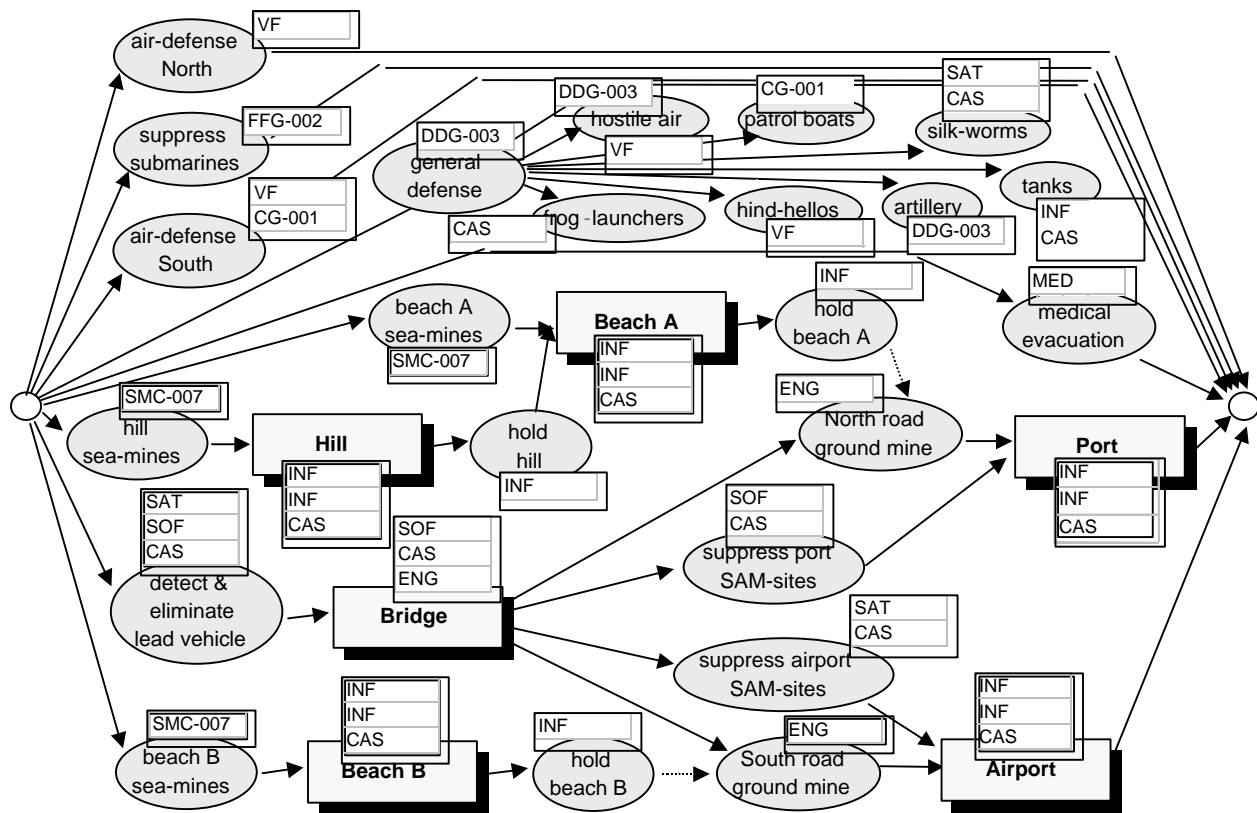 VF
air-defense
North
FFG-002
suppress
submarines
VF
CG-001
air-defense
South
DDG-003
general
defense
DDG-003
hostile air
VF
CG-001
patrol boats
SAT
CAS
silk-worms
tanks
INF
CAS
frog-launchers
hind-hellos
VF
artillery
DDG-003
CAS
MED
medical
evacuation
beach A
sea-mines
SMC-007
Beach A
INF
INF
CAS
INF
hold
beach A
SMC-007
hill
sea-mines
Hill
INF
INF
CAS
hold
hill
INF
ENG
North road
ground mine
Port
INF
INF
CAS
SAT
SOF
CAS
detect &
eliminate
lead vehicle
SOF
CAS
ENG
Bridge
SOF
CAS
suppress port
SAM-sites
SAT
CAS
suppress airport
SAM-sites
SMC-007
beach B
sea-mines
INF
INF
CAS
Beach B
INF
hold
beach B
ENG
South road
ground mine
INF
INF
CAS
Airport